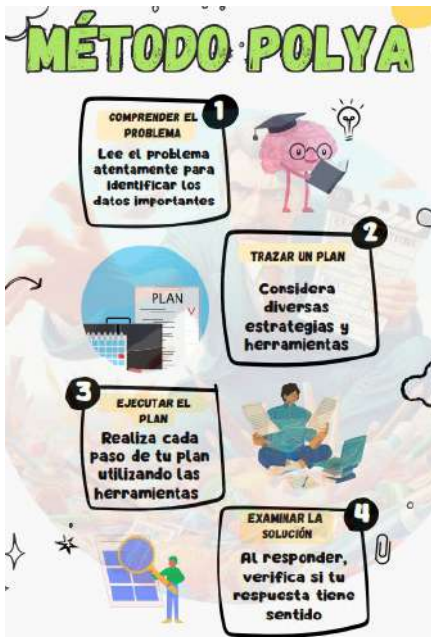 MÉTODO POLYA
1
COMPRENDER EL
PROBLEMA
Lee el problema
atentamente para
identificar los
datos importantes
2
TRAZAR UN PLAN
Considera
diversas
estrategias y
herramientas
PLAN
3
EJECUTAR EL
PLAN
Realiza cada
paso de tu plan
utilizando las
herramientas
4
EXAMINAR LA
SOLUCIÓN
Al responder,
verifica si tu
respuesta tiene
sentido